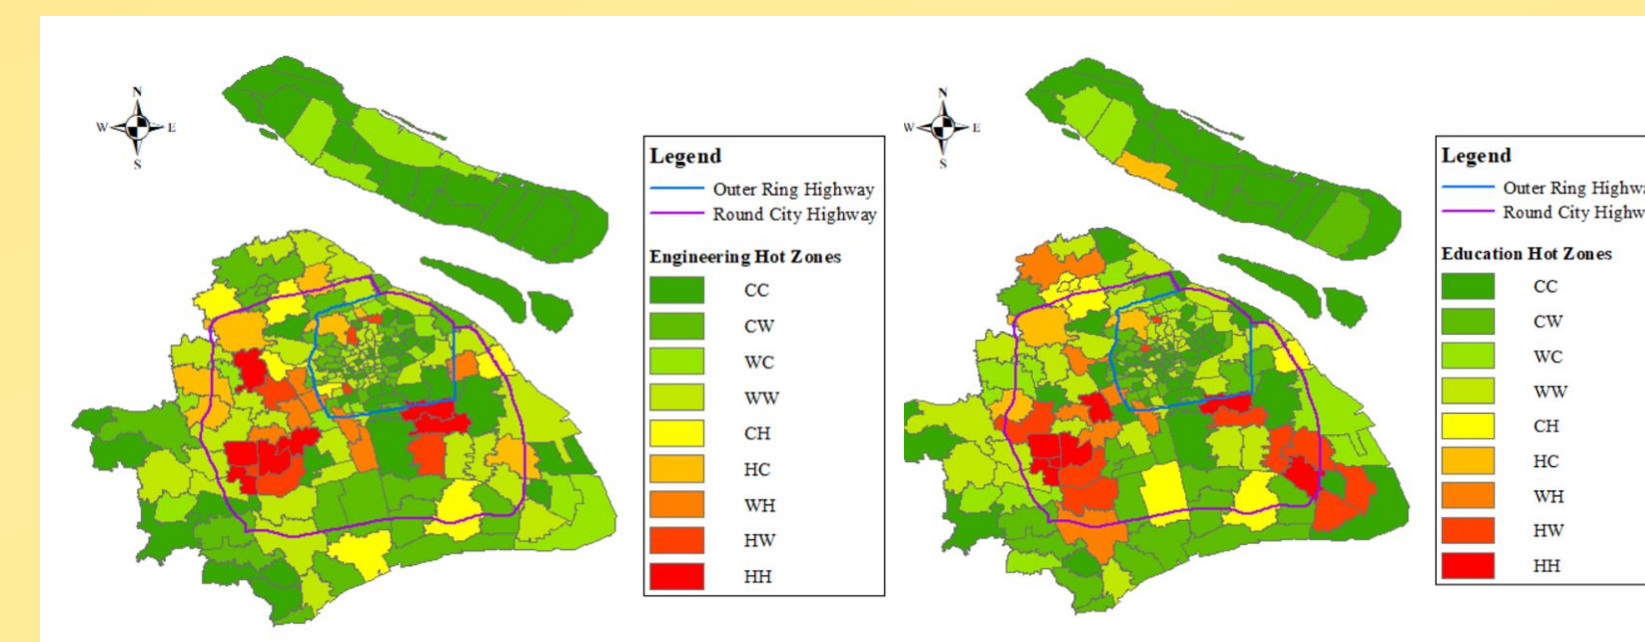 N
W E
S
Legend
Outer Ring Highway
Round City Highway
Engineering Hot Zones
CC
CW
WC
WW
CH
HC
WH
HW
HH
N
W E
S
Legend
Outer Ring Highwa
Round City Highw
Education Hot Zones
CC
CW
WC
WW
CH
HC
WH
HW
HH